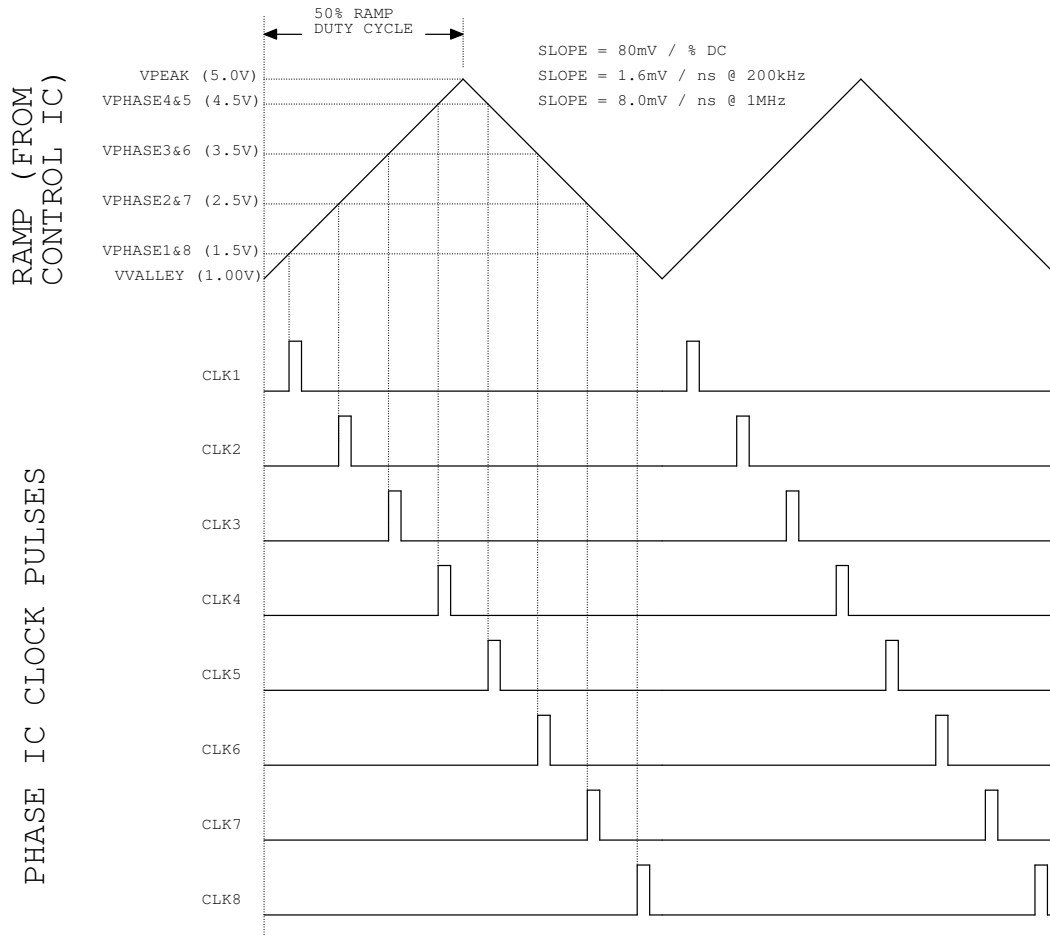 50% RAMP
DUTY CYCLE
SLOPE = 80mV / % DC
SLOPE = 1.6mV / ns @ 200kHz
SLOPE = 8.0mV / ns @ 1MHz
RAMP (FROM
CONTROL IC)
VPEAK (5.0V)
VPHASE4&5 (4.5V)
VPHASE3&6 (3.5V)
VPHASE2&7 (2.5V)
VPHASE1&8 (1.5V)
VVALLEY (1.00V)
PHASE IC CLOCK PULSES
CLK1
CLK2
CLK3
CLK4
CLK5
CLK6
CLK7
CLK8